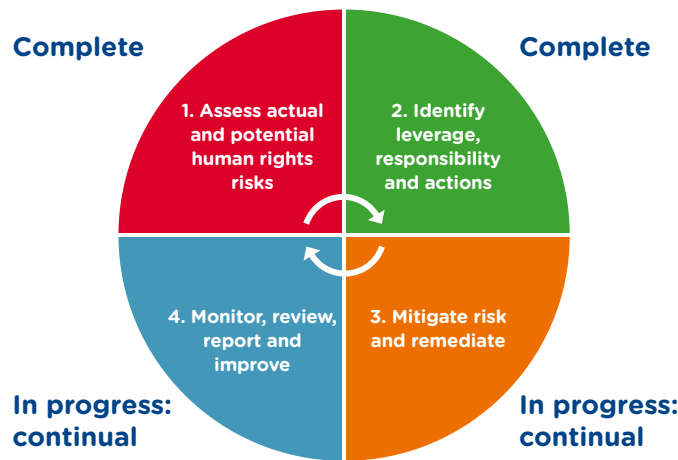 Complete
Complete
1. Assess actual
and potential
human rights
risks
2. Identify
leverage,
responsibility
and actions
4. Monitor, review,
report and
improve
3. Mitigate risk
and remediate
In progress:
continual
In progress:
continual